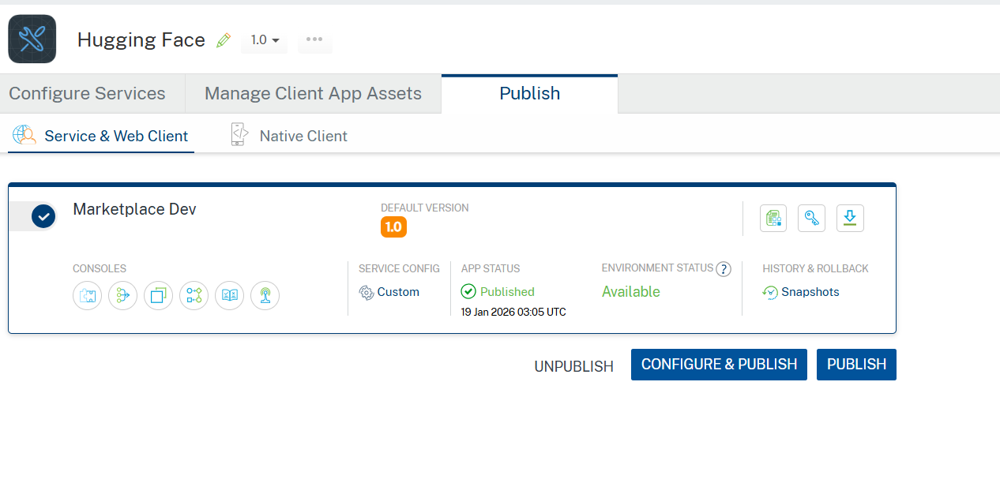 Hugging Face 1.0
Configure Services Manage Client App Assets Publish
Service & Web Client Native Client
Marketplace Dev
DEFAULT VERSION
1.0
CONSOLES
SERVICE CONFIG
Custom
APP STATUS
Published
19 Jan 2026 03:05 UTC
ENVIRONMENT STATUS ?
Available
HISTORY & ROLLBACK
Snapshots
UNPUBLISH CONFIGURE & PUBLISH PUBLISH